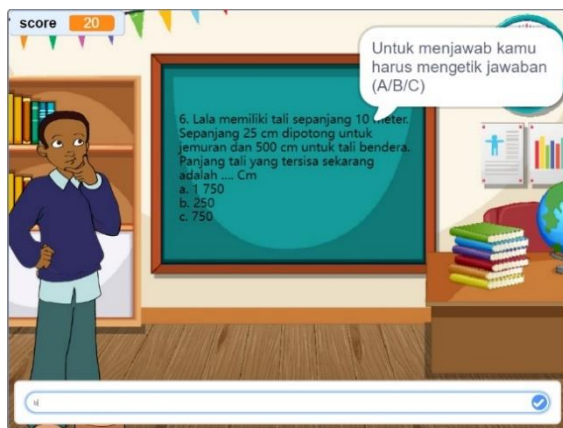 score 20
Untuk menjawab kamu
harus mengetik jawaban
(A/B/C)
6. Lala memiliki tali sepanjang 10 meter.
Sepanjang 25 cm dipotong untuk
jemuran dan 500 cm untuk tali bendera.
Panjang tali yang tersisa sekarang
adalah .... Cm
a. 1 750
b. 250
c. 750